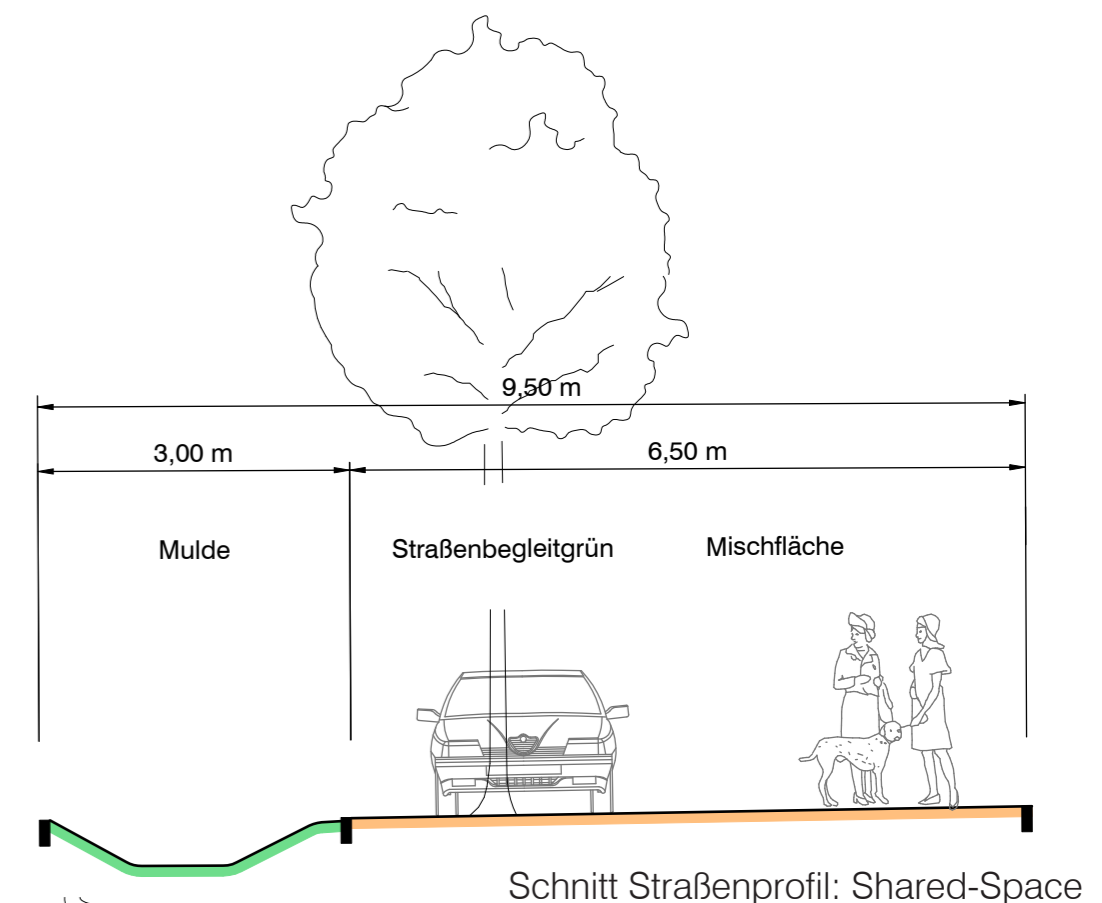 9,50 m
3,00 m
6,50 m
Mulde
Straßenbegleitgrün
Mischfläche
Schnitt Straßenprofil: Shared-Space